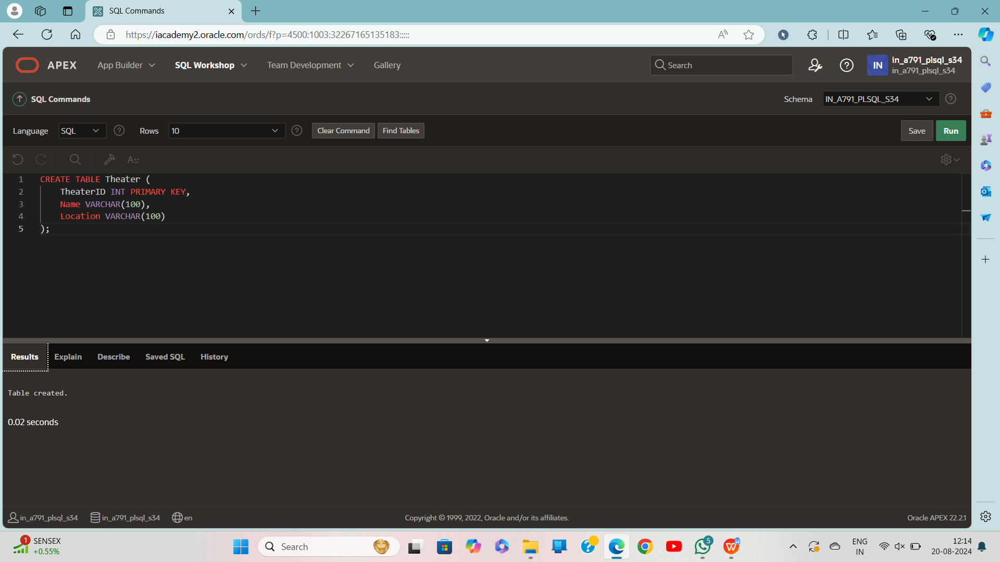 SQL Commands
https://iacademy2.oracle.com/ords/f?p=4500:1003:32267165135183:::::
APEX App Builder SQL Workshop Team Development Gallery Search IN in_a791_plsql_s34
in_a791_plsql_s34
SQL Commands Schema IN_A791_PLSQL_S34
Language SQL Rows 10 Clear Command Find Tables Save Run
A::
1 CREATE TABLE Theater (
2 TheaterID INT PRIMARY KEY,
3 Name VARCHAR(100),
4 Location VARCHAR(100)
5 );
Results Explain Describe Saved SQL History
Table created.
0.02 seconds
in_a791_plsql_s34 in_a791_plsql_s34 en Copyright © 1999, 2022, Oracle and/or its affiliates. Oracle APEX 22.2.1
1 SENSEX
+0.55%
Search
5
ENG
IN
12:14
20-08-2024